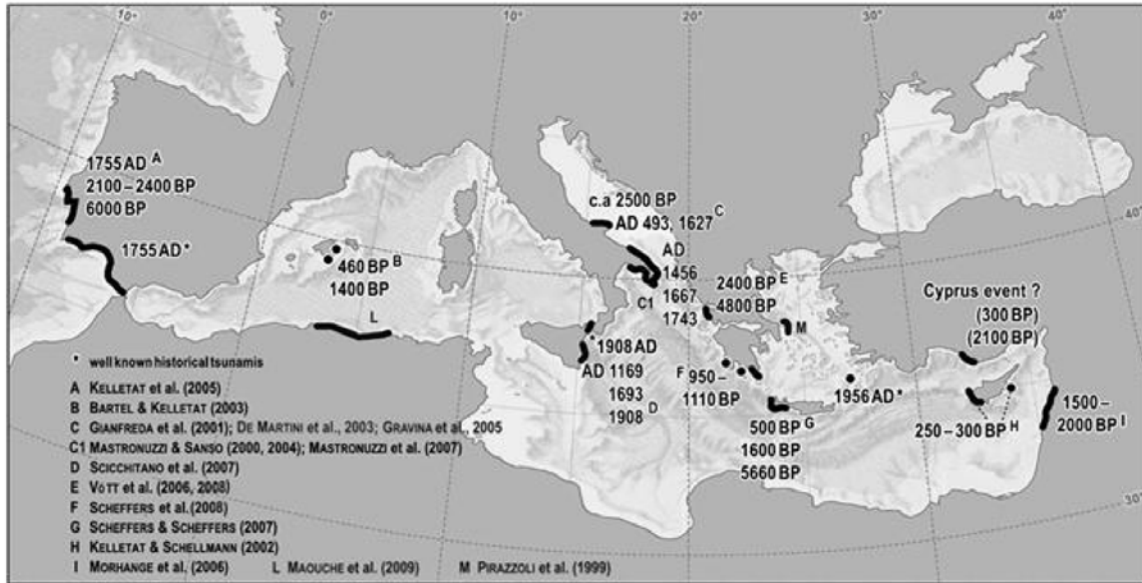 10° 0° 10° 20° 30° 40°
1755 AD A
2100 – 2400 BP
6000 BP
1755 AD *
460 BP B
1400 BP
L
c.a 2500 BP
AD 493, 1627 C
AD
1456
1667
1743
C1
2400 BP E
4800 BP
M
Cyprus event ?
(300 BP)
(2100 BP)
40°
* 1908 AD
AD 1169
1693
1908 D
F 950 –
1110 BP
1956 AD *
500 BP G
1600 BP
5660 BP
250 – 300 BP H
1500 –
2000 BP I
30°
* well known historical tsunamis
A KELLETAT et al. (2005)
B BARTEL & KELLETAT (2003)
C GIANFREDA et al. (2001); DE MARTINI et al., 2003; GRAVINA et al., 2005
C1 MASTRONUZZI & SANSO (2000, 2004); MASTRONUZZI et al. (2007)
D SCICCHITANO et al. (2007)
E VÖTT et al. (2006, 2008)
F SCHEFFERS et al. (2008)
G SCHEFFERS & SCHEFFERS (2007)
H KELLETAT & SCHELLMANN (2002)
I MORHANGE et al. (2006) L MAOUCHE et al. (2009) M PIRAZZOLI et al. (1999)